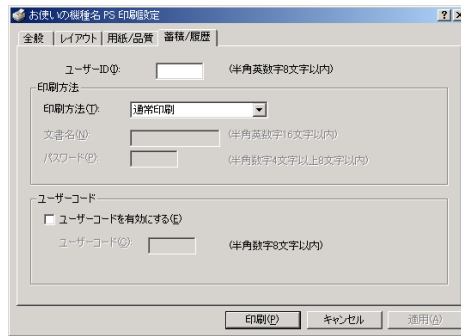 お使いの機種名 PS 印刷設定
全般 レイアウト 用紙/品質 蓄積/履歴
ユーザーID(I): (半角英数字8文字以内)
印刷方法
印刷方法(T): 通常印刷
文書名(N): (半角英数字16文字以内)
パスワード(P): (半角数字4文字以上8文字以内)
ユーザーコード
ユーザーコードを有効にする(E)
ユーザーコード(O): (半角数字8文字以内)
印刷(P) キャンセル 適用(A)